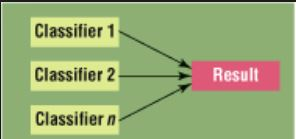 Classifier 1
Classifier 2
Result
Classifier n